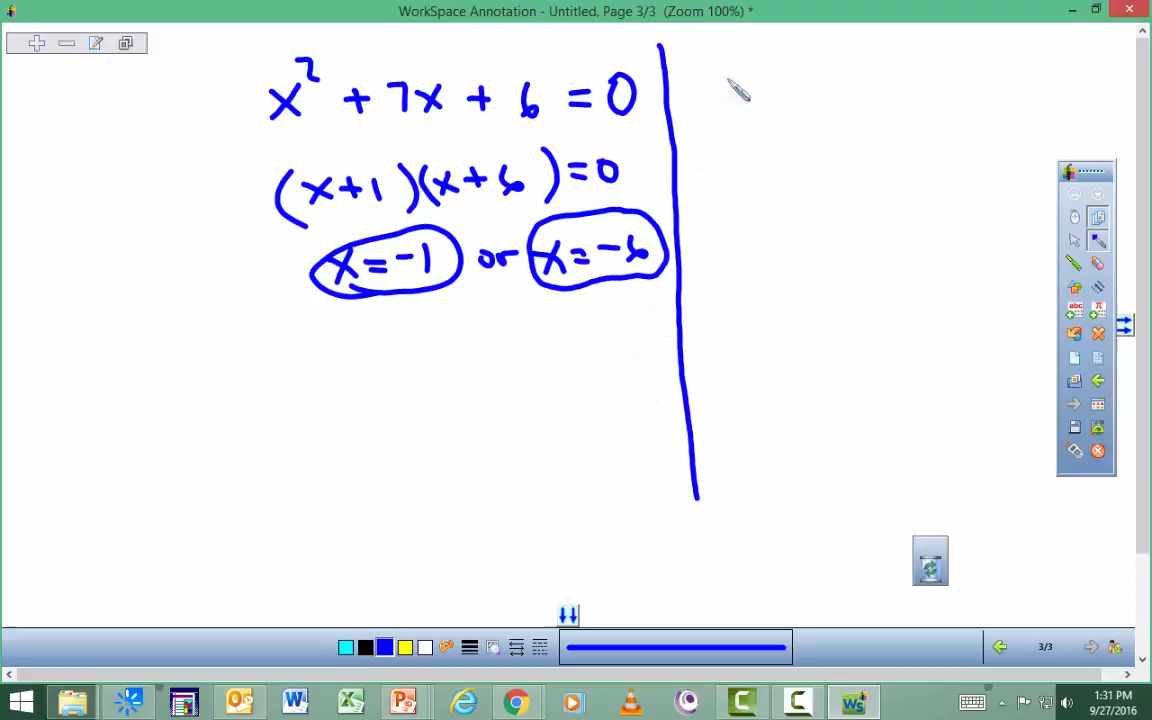 WorkSpace Annotation - Untitled, Page 3/3 (Zoom 100%) *
x² + 7x + 6 = 0
(x+1)(x+6) = 0
x = -1 or x = -6
abc
π
3/3
1:31 PM
9/27/2016